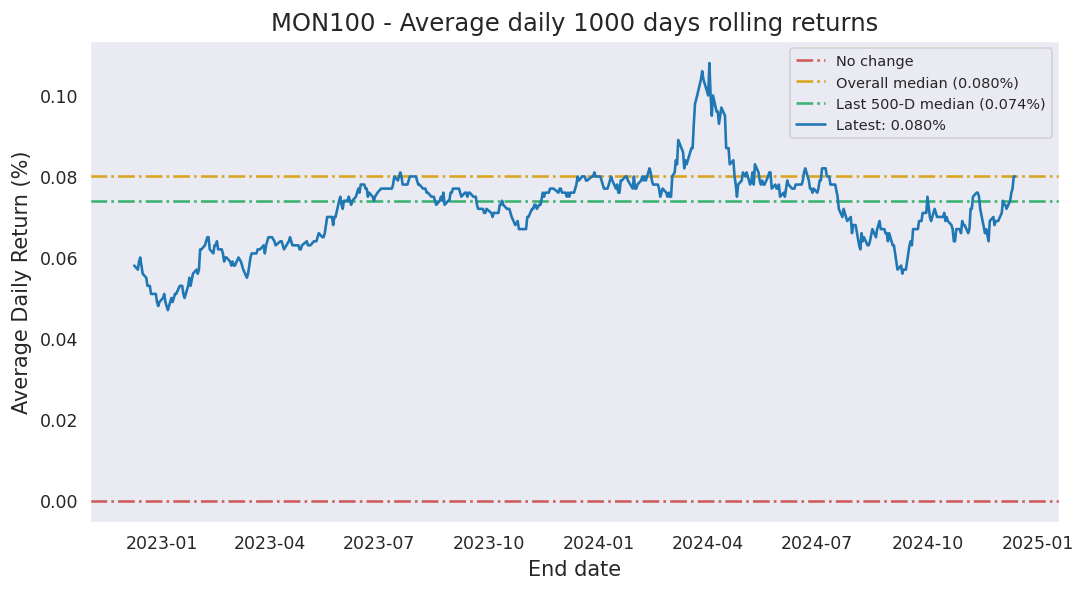 MON100 - Average daily 1000 days rolling returns
No change
Overall median (0.080%)
Last 500-D median (0.074%)
Latest: 0.080%
Average Daily Return (%)
0.10
0.08
0.06
0.04
0.02
0.00
2023-01 2023-04 2023-07 2023-10 2024-01 2024-04 2024-07 2024-10 2025-01
End date